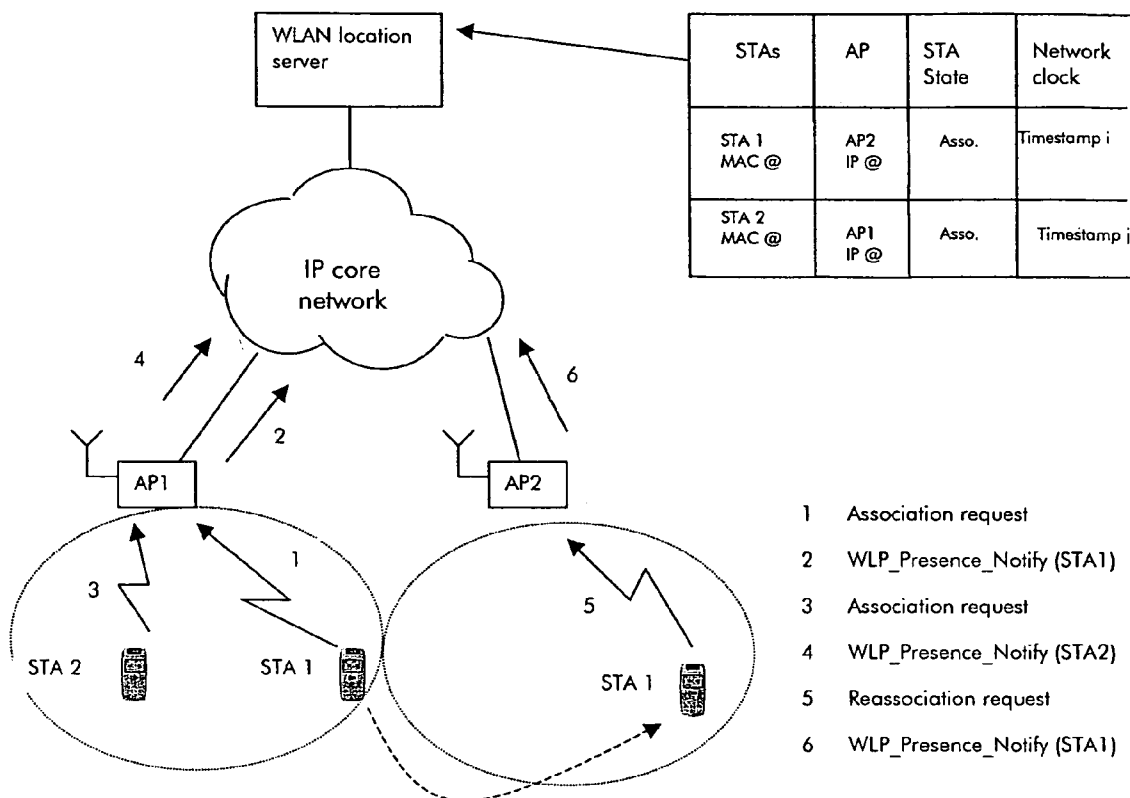 WLAN location
server
STAs AP STA
State Network
clock
STA 1
MAC @ AP2
IP @ Asso. Timestamp i
STA 2
MAC @ AP1
IP @ Asso. Timestamp j
IP core
network
4
2
6
AP1
AP2
1
3
5
STA 2
STA 1
STA 1
1 Association request
2 WLP_Presence_Notify (STA1)
3 Association request
4 WLP_Presence_Notify (STA2)
5 Reassociation request
6 WLP_Presence_Notify (STA1)